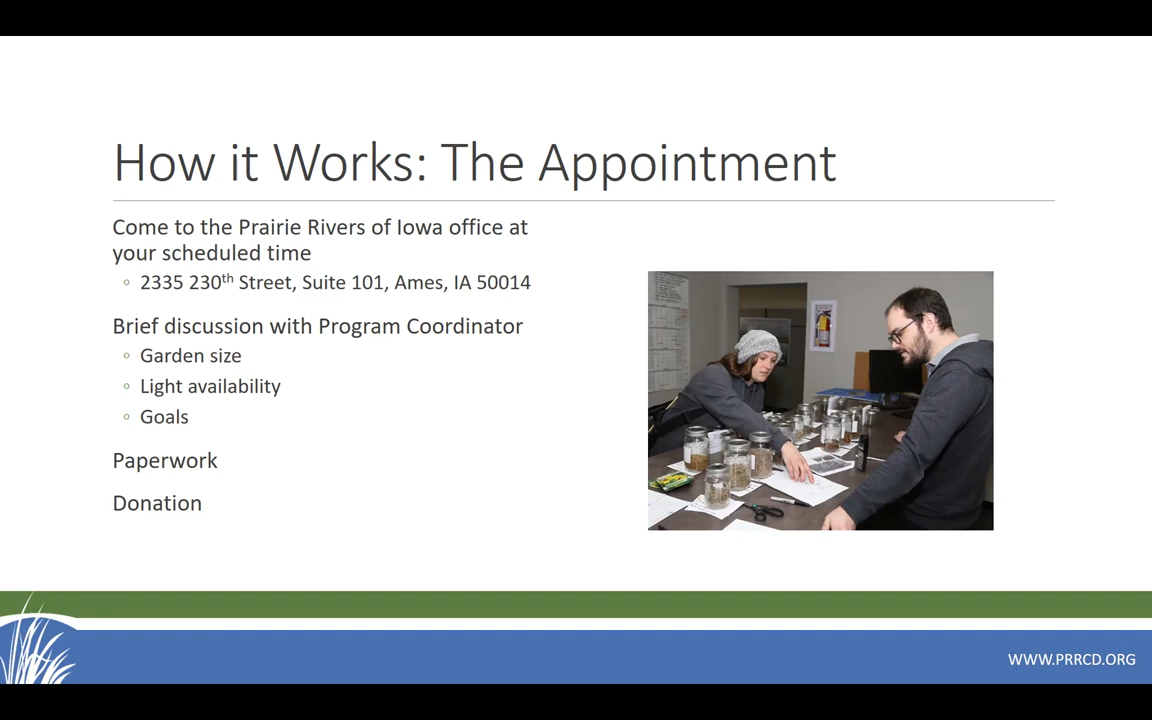 How it Works: The Appointment
Come to the Prairie Rivers of Iowa office at
your scheduled time
◦ 2335 230th Street, Suite 101, Ames, IA 50014
Brief discussion with Program Coordinator
◦ Garden size
◦ Light availability
◦ Goals
Paperwork
Donation
WWW.PRRCD.ORG